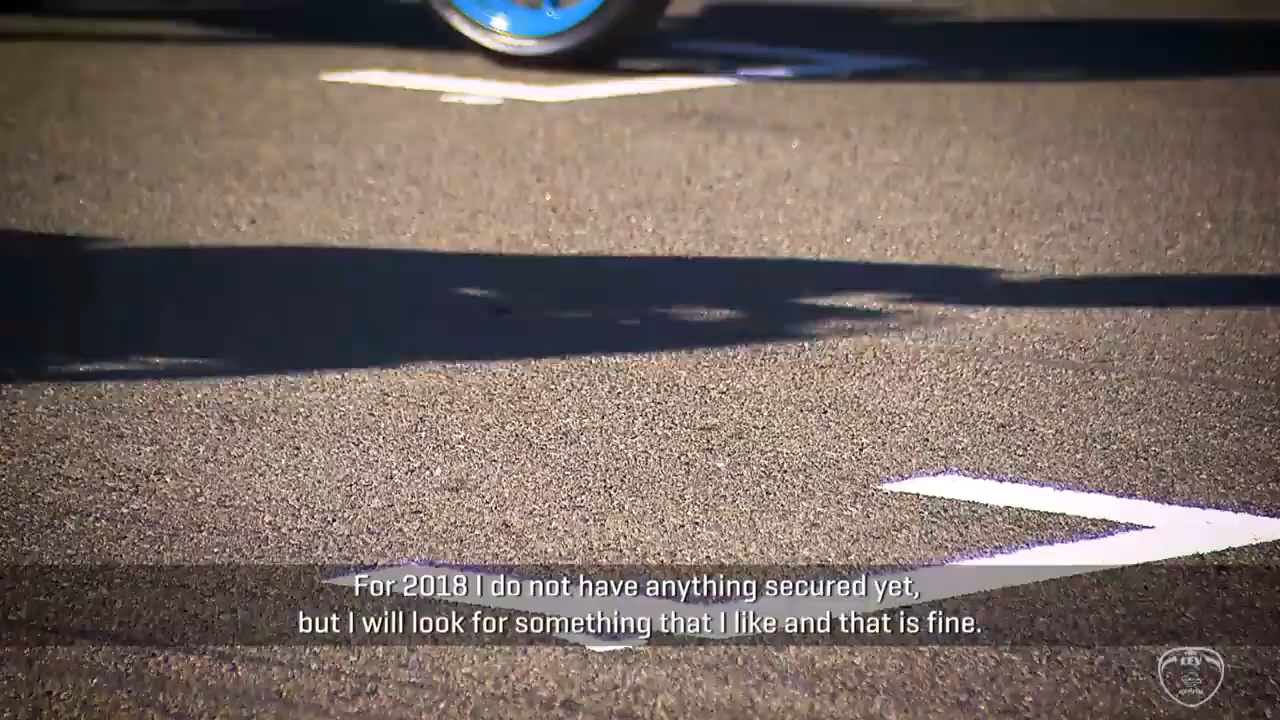 For 2018 I do not have anything secured yet,
but I will look for something that I like and that is fine.